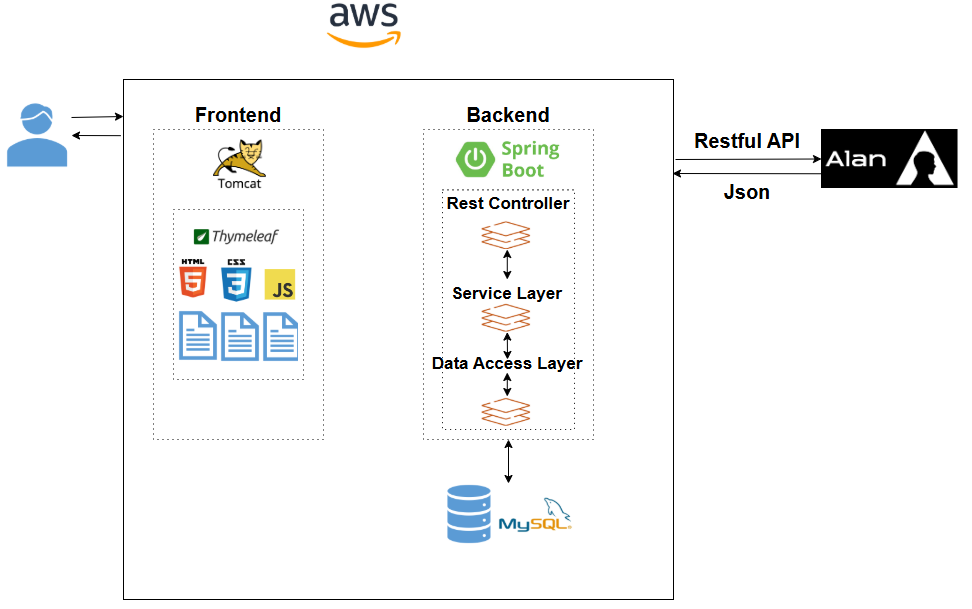 aws
Frontend
Backend
Tomcat
Spring
Boot
Restful API
Alan
Json
Rest Controller
Thymeleaf
HTML
5
CSS
3
JS
Service Layer
Data Access Layer
MySQL